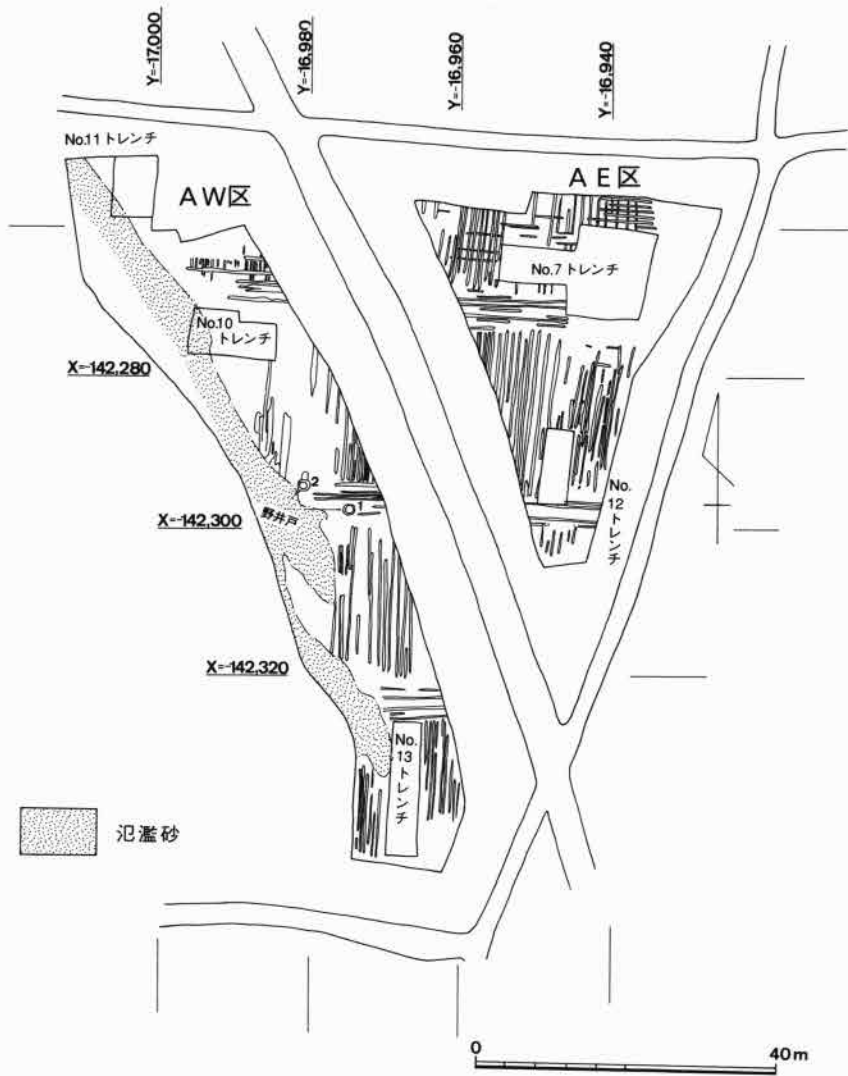 Y=-17,000
Y=-16,980
Y=-16,960
Y=-16,940
No.11トレンチ
AW区
AE区
No.7トレンチ
No.10
トレンチ
X=-142,280
2
1
野井戸
No.
12
トレンチ
X=-142,300
X=-142,320
No.
13
トレンチ
氾濫砂
0
40m